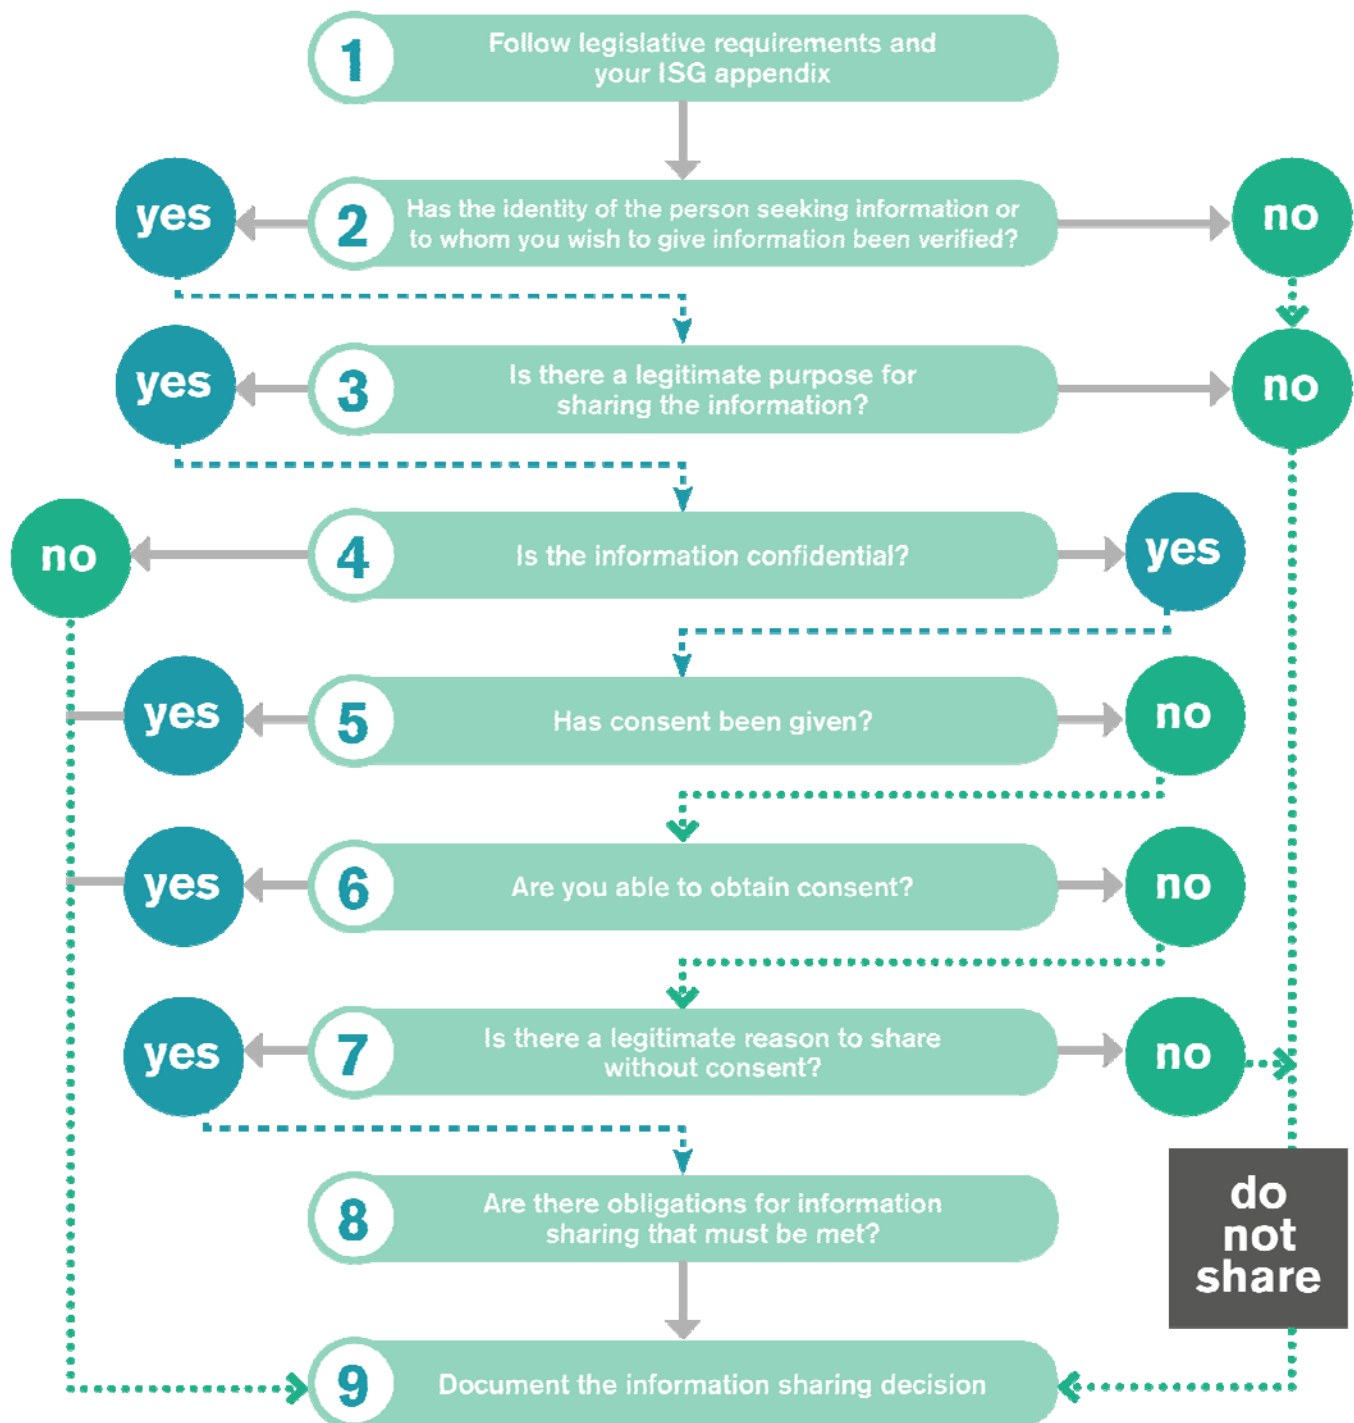 1
Follow legislative requirements and
your ISG appendix
yes
2
Has the identity of the person seeking information or
to whom you wish to give information been verified?
no
yes
3
Is there a legitimate purpose for
sharing the information?
no
no
4
Is the information confidential?
yes
yes
5
Has consent been given?
no
yes
6
Are you able to obtain consent?
no
yes
7
Is there a legitimate reason to share
without consent?
no
8
Are there obligations for information
sharing that must be met?
do
not
share
9
Document the information sharing decision